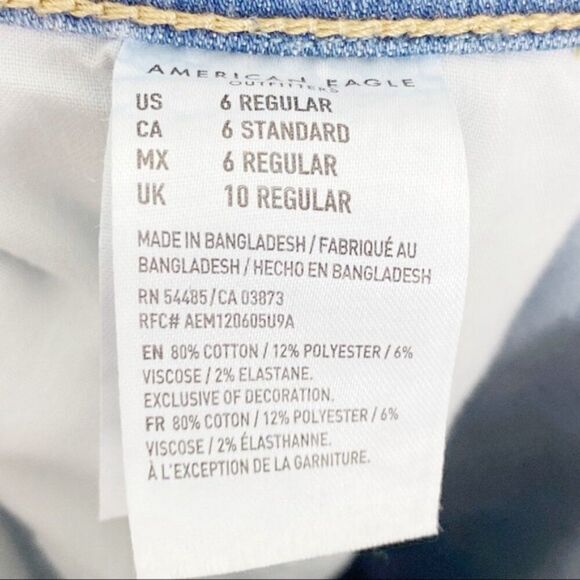 AMERICAN EAGLE
OUTFITTERS
US 6 REGULAR
CA 6 STANDARD
MX 6 REGULAR
UK 10 REGULAR
MADE IN BANGLADESH / FABRIQUÉ AU
BANGLADESH / HECHO EN BANGLADESH
RN 54485 / CA 03873
RFC# AEM120605U9A
EN 80% COTTON / 12% POLYESTER / 6%
VISCOSE / 2% ELASTANE.
EXCLUSIVE OF DECORATION.
FR 80% COTON / 12% POLYESTER / 6%
VISCOSE / 2% ÉLASTHANNE.
À L'EXCEPTION DE LA GARNITURE.